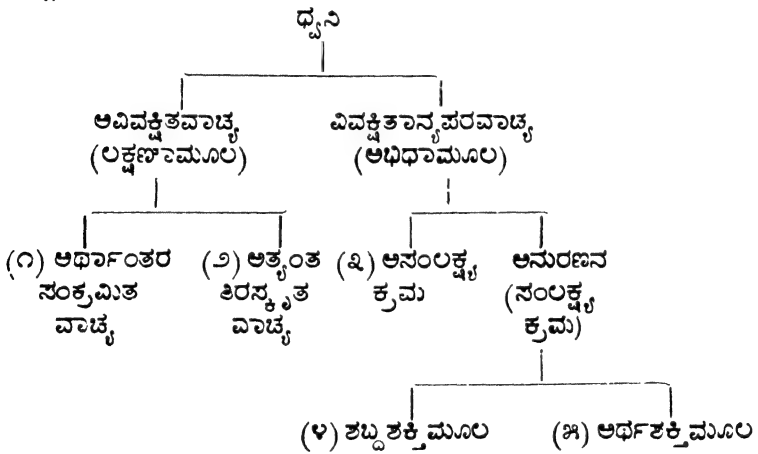 ಧ್ವನಿ
ಅವಿವಕ್ಷಿತವಾಚ್ಯ ವಿವಕ್ಷಿತಾನ್ಯಪರವಾಚ್ಯ
(ಲಕ್ಷಣಾಮೂಲ) (ಅಭಿಧಾಮೂಲ)
(೧) ಅರ್ಥಾಂತರ (೨) ಅತ್ಯಂತ (೩) ಅಸಂಲಕ್ಷ್ಯ ಅನುರಣನ
ಸಂಕ್ರಮಿತ ತಿರಸ್ಕೃತ ಕ್ರಮ (ಸಂಲಕ್ಷ್ಯ
ವಾಚ್ಯ ವಾಚ್ಯ ಕ್ರಮ)
(೪) ಶಬ್ದಶಕ್ತಿಮೂಲ (೫) ಅರ್ಥಶಕ್ತಿಮೂಲ